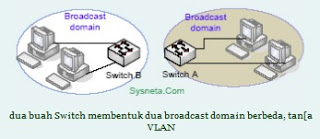 Broadcast domain
Broadcast domain
Switch B
Switch A
Sysneta.Com
dua buah Switch membentuk dua broadcast domain berbeda, tan[a
VLAN